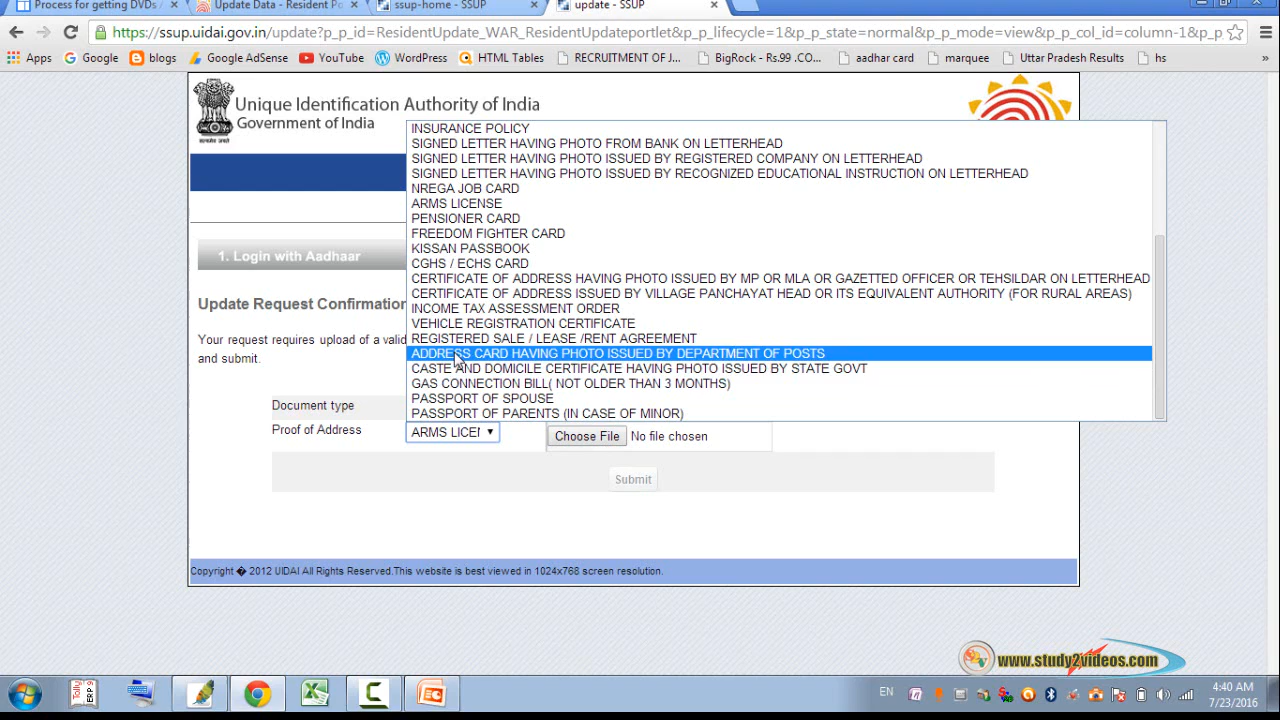 Process for getting DVDs /
Update Data - Resident Po
ssup-home - SSUP
update - SSUP
https://ssup.uidai.gov.in/update?p_p_id=ResidentUpdate_WAR_ResidentUpdateportlet&p_p_lifecycle=1&p_p_state=normal&p_p_mode=view&p_p_col_id=column-1&p_p_
Apps Google blogs Google AdSense YouTube WordPress HTML Tables RECRUITMENT OF J... BigRock - Rs.99 .CO... aadhar card marquee Uttar Pradesh Results hs »
Unique Identification Authority of India
Government of India
INSURANCE POLICY
SIGNED LETTER HAVING PHOTO FROM BANK ON LETTERHEAD
SIGNED LETTER HAVING PHOTO ISSUED BY REGISTERED COMPANY ON LETTERHEAD
SIGNED LETTER HAVING PHOTO ISSUED BY RECOGNIZED EDUCATIONAL INSTRUCTION ON LETTERHEAD
NREGA JOB CARD
ARMS LICENSE
PENSIONER CARD
FREEDOM FIGHTER CARD
KISSAN PASSBOOK
CGHS / ECHS CARD
CERTIFICATE OF ADDRESS HAVING PHOTO ISSUED BY MP OR MLA OR GAZETTED OFFICER OR TEHSILDAR ON LETTERHEAD
CERTIFICATE OF ADDRESS ISSUED BY VILLAGE PANCHAYAT HEAD OR ITS EQUIVALENT AUTHORITY (FOR RURAL AREAS)
INCOME TAX ASSESSMENT ORDER
VEHICLE REGISTRATION CERTIFICATE
REGISTERED SALE / LEASE /RENT AGREEMENT
ADDRESS CARD HAVING PHOTO ISSUED BY DEPARTMENT OF POSTS
CASTE AND DOMICILE CERTIFICATE HAVING PHOTO ISSUED BY STATE GOVT
GAS CONNECTION BILL( NOT OLDER THAN 3 MONTHS)
PASSPORT OF SPOUSE
PASSPORT OF PARENTS (IN CASE OF MINOR)
1. Login with Aadhaar
Update Request Confirmation
Your request requires upload of a valid
and submit.
Document type
Proof of Address
ARMS LICEN
Choose File No file chosen
Submit
Copyright � 2012 UIDAI All Rights Reserved.This website is best viewed in 1024x768 screen resolution.
www.study2videos.com
EN
4:40 AM
7/23/2016